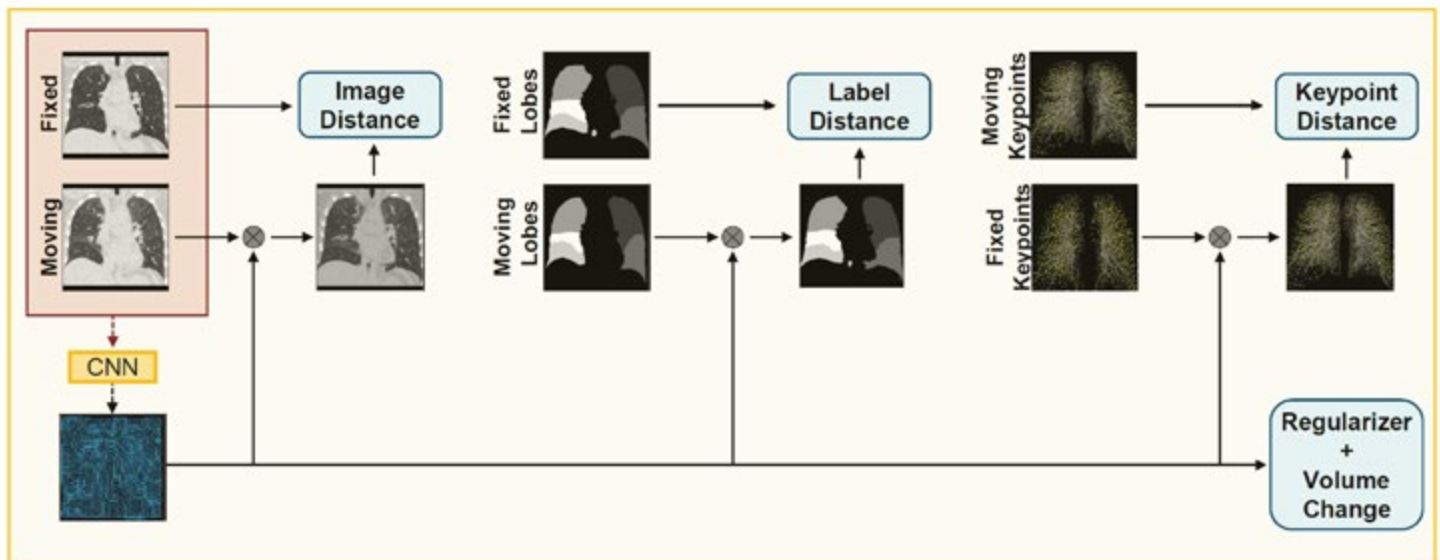 Fixed
Image
Distance
Moving
CNN
Fixed
Lobes
Label
Distance
Moving
Lobes
Moving
Keypoints
Keypoint
Distance
Fixed
Keypoints
Regularizer
+
Volume
Change